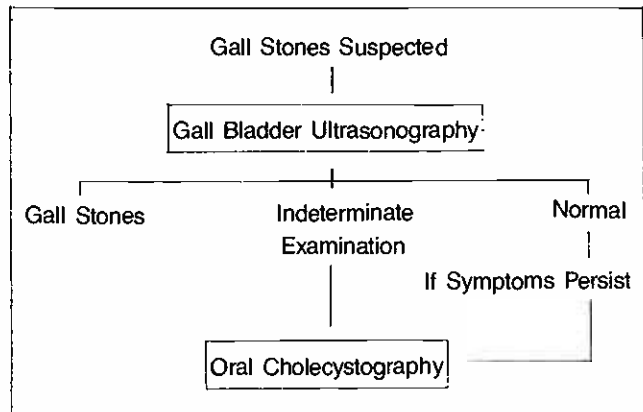 Gall Stones Suspected
Gall Bladder Ultrasonography
Gall Stones
Indeterminate
Examination
Normal
If Symptoms Persist
Oral Cholecystography